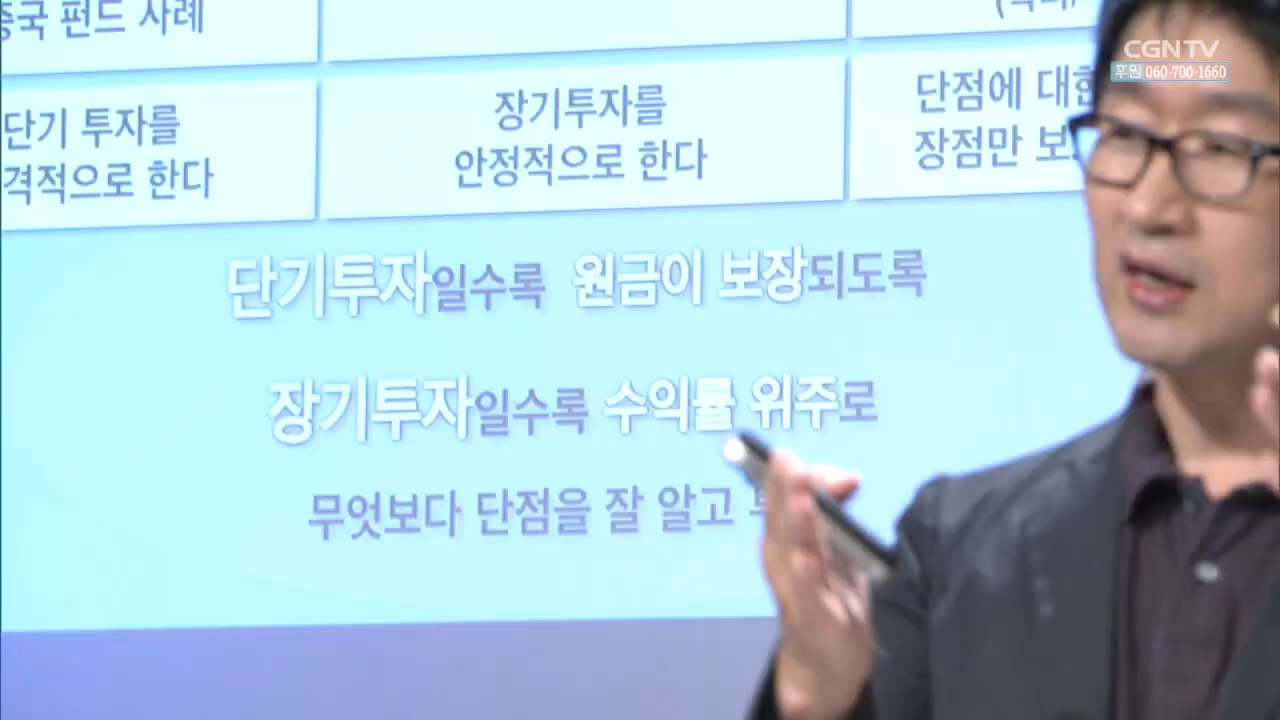 중국 펀드 사례
단기 투자를
격적으로 한다
장기투자를
안정적으로 한다
단점에 대한
장점만 보
단기투자일수록 원금이 보장되도록
장기투자일수록 수익률 위주로
무엇보다 단점을 잘 알고
CGNTV
후원 060-700-1660